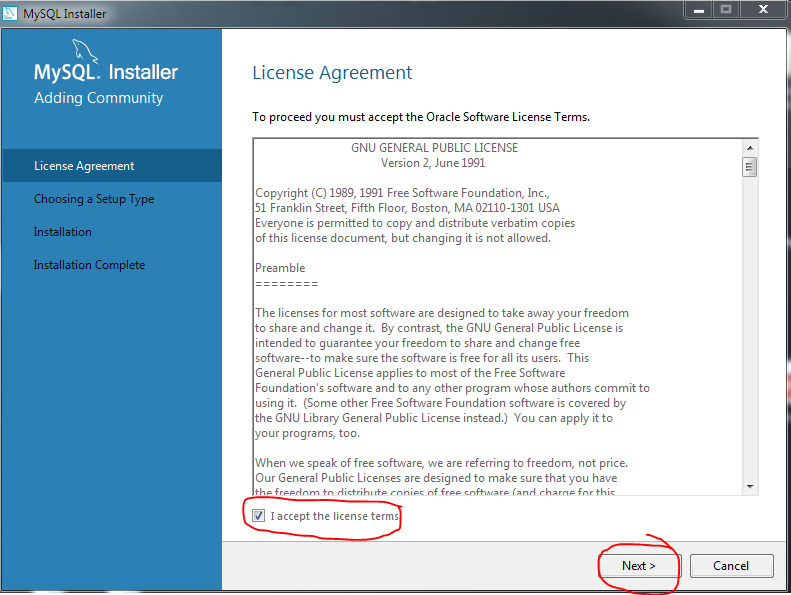 MySQL Installer
MySQL. Installer
Adding Community
License Agreement
Choosing a Setup Type
Installation
Installation Complete
License Agreement
To proceed you must accept the Oracle Software License Terms.
GNU GENERAL PUBLIC LICENSE
Version 2, June 1991
Copyright (C) 1989, 1991 Free Software Foundation, Inc.,
51 Franklin Street, Fifth Floor, Boston, MA 02110-1301 USA
Everyone is permitted to copy and distribute verbatim copies
of this license document, but changing it is not allowed.
Preamble
========
The licenses for most software are designed to take away your freedom
to share and change it.  By contrast, the GNU General Public License is
intended to guarantee your freedom to share and change free
software--to make sure the software is free for all its users.  This
General Public License applies to most of the Free Software
Foundation's software and to any other program whose authors commit to
using it.  (Some other Free Software Foundation software is covered by
the GNU Library General Public License instead.)  You can apply it to
your programs, too.
When we speak of free software, we are referring to freedom, not price.
Our General Public Licenses are designed to make sure that you have
the freedom to distribute copies of free software (and charge for this
I accept the license terms
Next >
Cancel